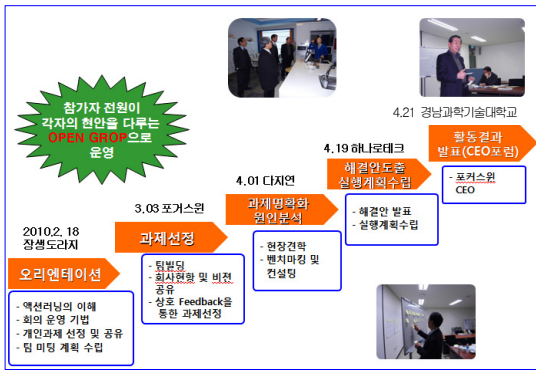 참가자 전원이
각자의 현안을 다루는
OPEN GROP으로
운영
2010,2, 18
장생도라지
오리엔테이션
- 액션러닝의 이해
- 회의 운영 기법
- 개인과제 선정 및 공유
- 팀 미팅 계획 수립
3.03 포커스원
과제선정
- 팀빌딩
- 회사현항 및 비젼
공유
- 상호 Feedback을
통한 과제선정
4.01 다지연
과제명확화
원인분석
- 현장견학
- 벤치마킹 및
컨설팅
4.19 하나로테크
해결안도출
실행계획수립
- 해결안 발표
- 실행계획수립
4.21 경남과학기술대학교
활동결과
발표(CEO포럼)
- 포커스원
CEO